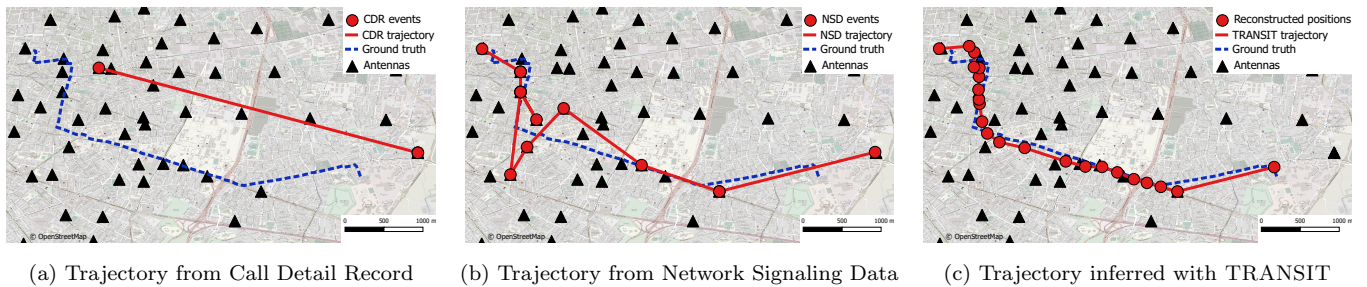 CDR events
CDR trajectory
Ground truth
Antennas
0 500 1000 m
© OpenStreetMap
NSD events
NSD trajectory
Ground truth
Antennas
0 500 1000 m
© OpenStreetMap
Reconstructed positions
TRANSIT trajectory
Ground truth
Antennas
0 500 1000 m
© OpenStreetMap
(a) Trajectory from Call Detail Record
(b) Trajectory from Network Signaling Data
(c) Trajectory inferred with TRANSIT